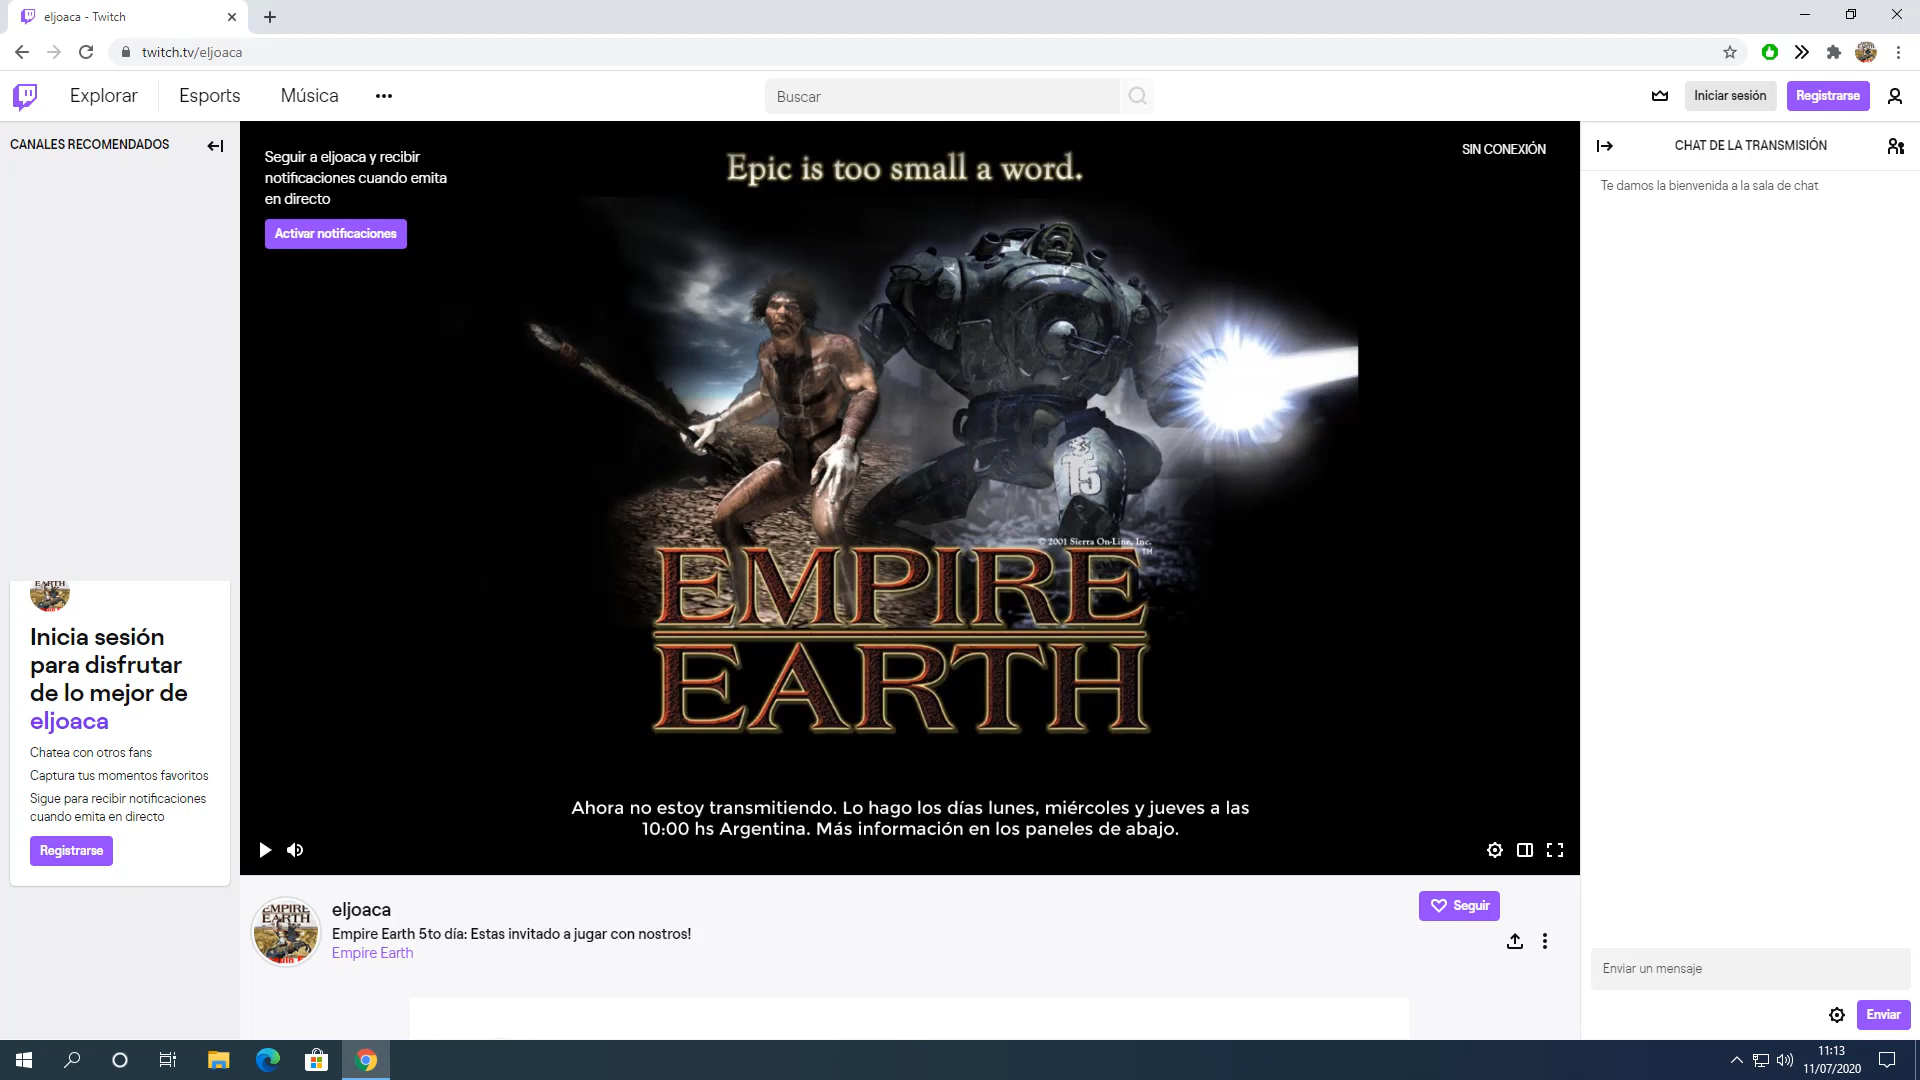 eljoaca - Twitch
twitch.tv/eljoaca
Explorar
Esports
Música
Buscar
Iniciar sesión
Registrarse
CANALES RECOMENDADOS
Seguir a eljoaca y recibir
notificaciones cuando emita
en directo
Activar notificaciones
Epic is too small a word.
SIN CONEXIÓN
15
© 2001 Sierra On-Line, Inc.
EMPIRE
TM
EARTH
Ahora no estoy transmitiendo. Lo hago los días lunes, miércoles y jueves a las
10:00 hs Argentina. Más información en los paneles de abajo.
CHAT DE LA TRANSMISIÓN
Te damos la bienvenida a la sala de chat
EARTH
Inicia sesión
para disfrutar
de lo mejor de
eljoaca
Chatea con otros fans
Captura tus momentos favoritos
Sigue para recibir notificaciones
cuando emita en directo
Registrarse
EMPIRE
EARTH
eljoaca
Empire Earth 5to día: Estas invitado a jugar con nostros!
Empire Earth
Seguir
Enviar un mensaje
Enviar
11:13
11/07/2020